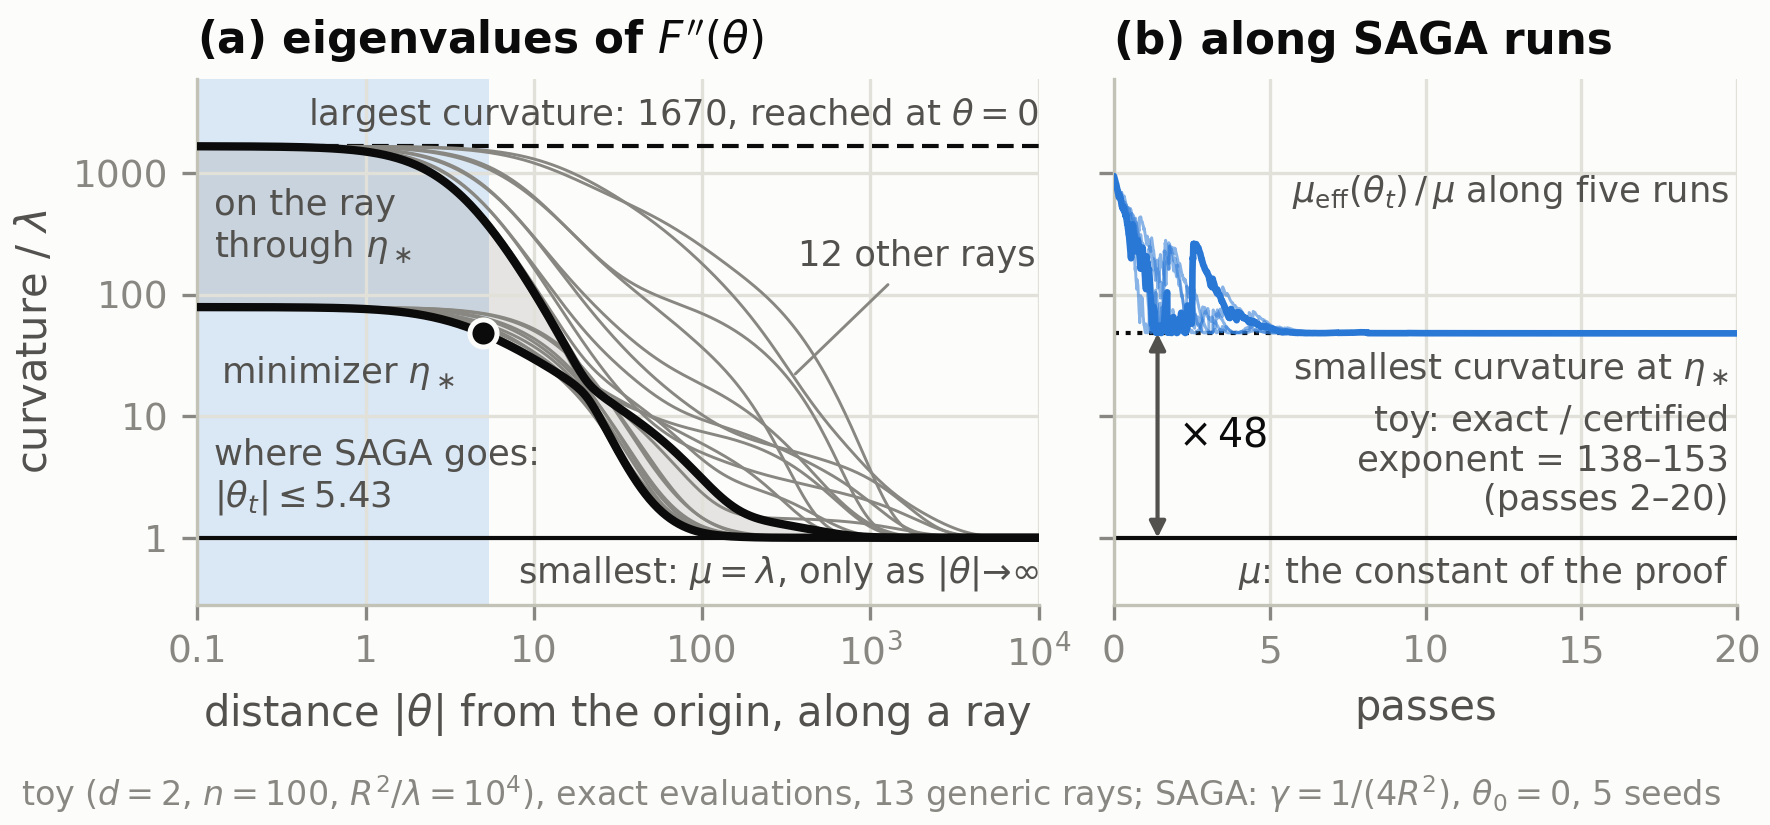 (a) eigenvalues of F″(θ)
largest curvature: 1670, reached at θ = 0
on the ray
through η∗
12 other rays
minimizer η∗
where SAGA goes:
|θt| ≤ 5.43
smallest: μ = λ, only as |θ|→∞
curvature / λ
1000
100
10
1
0.1
1
10
100
10³
10⁴
distance |θ| from the origin, along a ray
(b) along SAGA runs
μeff(θt) / μ along five runs
smallest curvature at η∗
× 48
toy: exact / certified
exponent = 138–153
(passes 2–20)
μ: the constant of the proof
0
5
10
15
20
passes
toy (d = 2, n = 100, R²/λ = 10⁴), exact evaluations, 13 generic rays; SAGA: γ = 1/(4R²), θ₀ = 0, 5 seeds